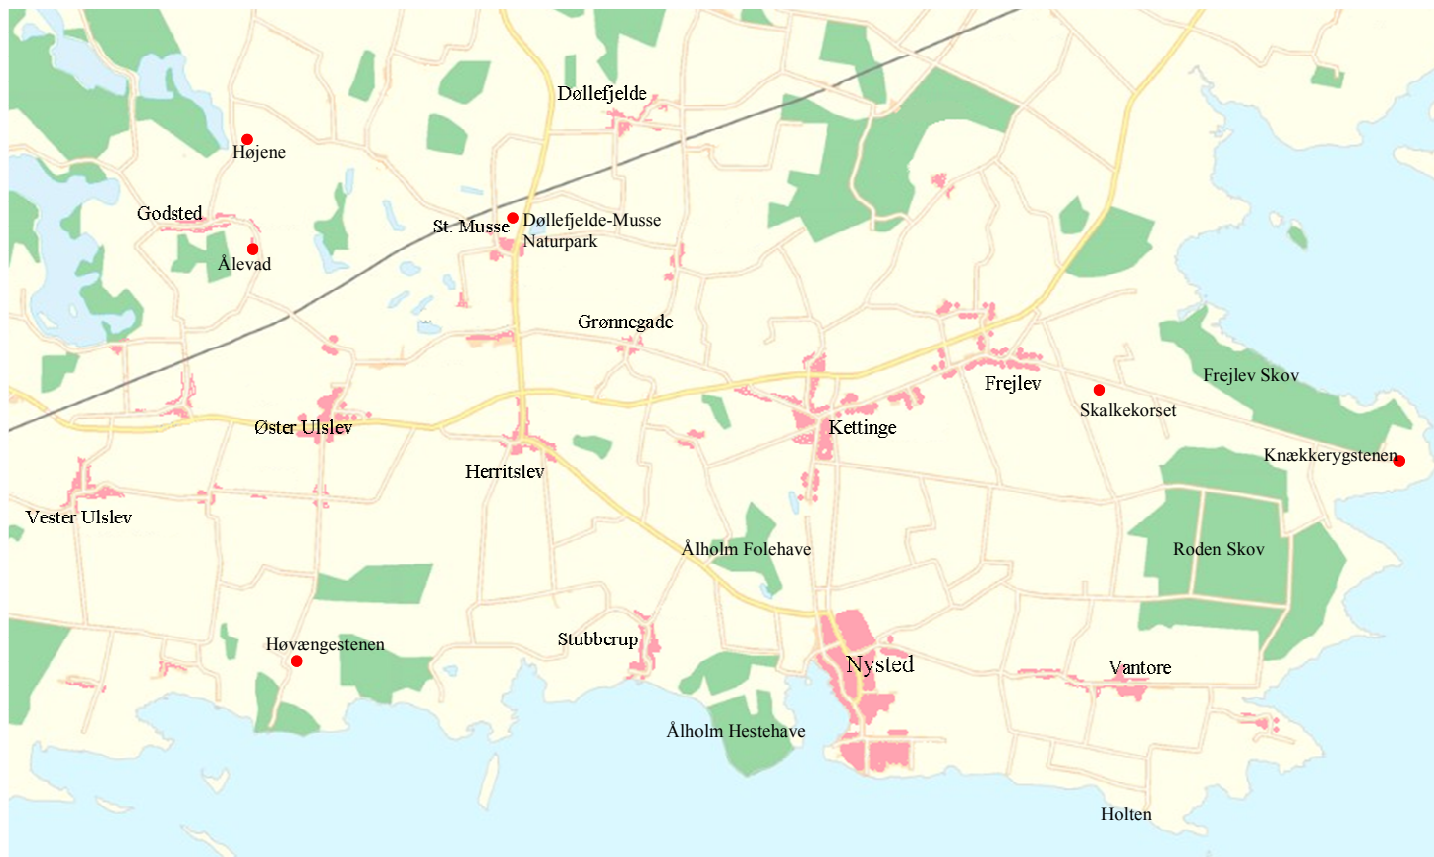 Døllefjelde
Højene
Godsted
St. Musse
Døllefjelde-Musse
Naturpark
Ålevad
Grønnegade
Frejlev Skov
Frejlev
Skalkekorset
Øster Ulslev
Kettinge
Knækkerygstenen
Herritslev
Vester Ulslev
Ålholm Folehave
Roden Skov
Høvængestenen
Stubberup
Nysted
Vantore
Ålholm Hestehave
Holten